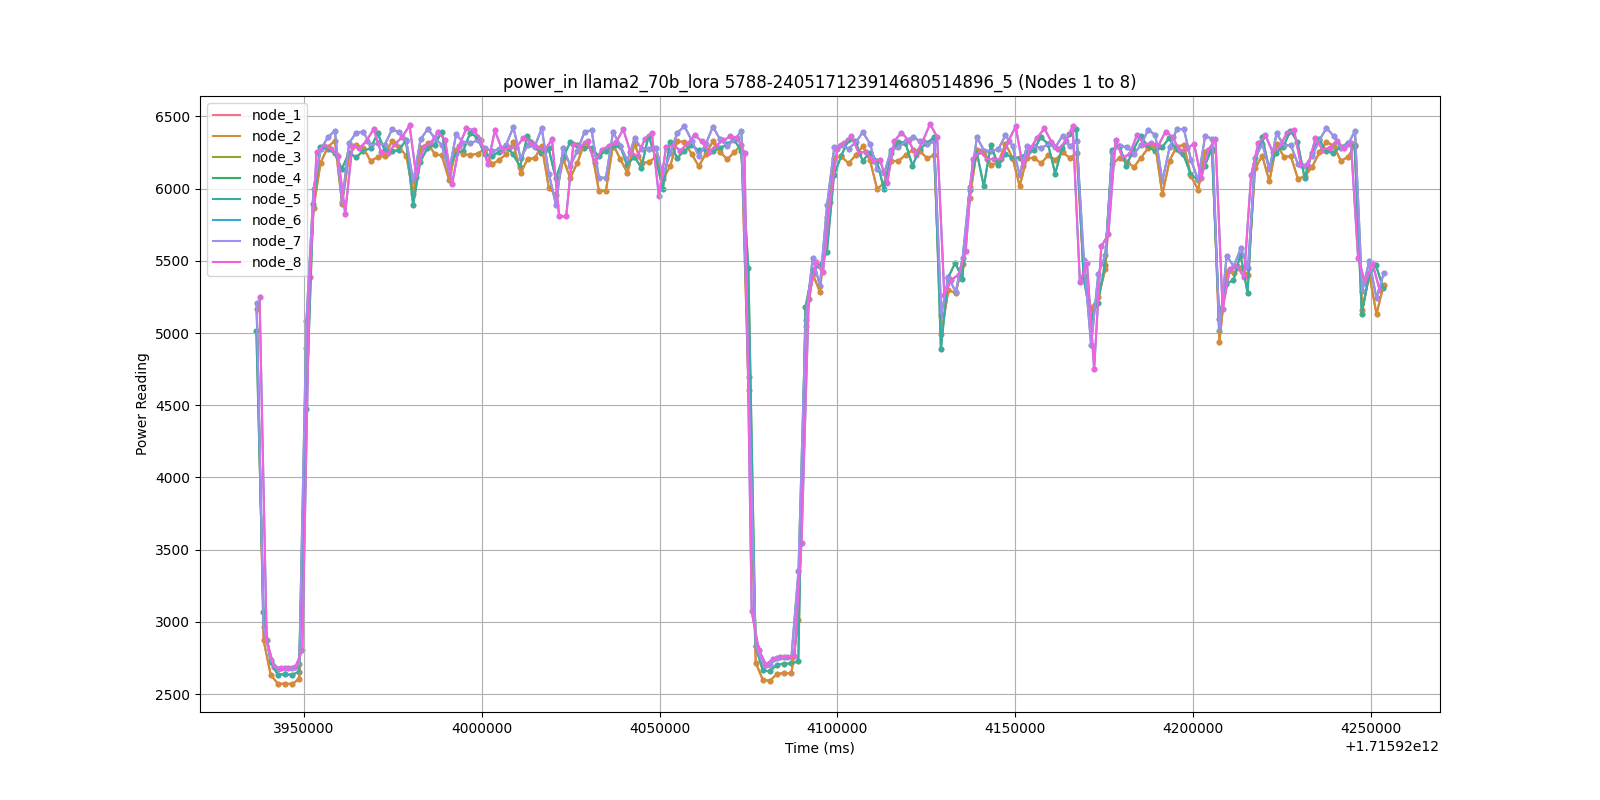 power_in llama2_70b_lora 5788-240517123914680514896_5 (Nodes 1 to 8)
Power Reading
6500
6000
5500
5000
4500
4000
3500
3000
2500
node_1
node_2
node_3
node_4
node_5
node_6
node_7
node_8
3950000 4000000 4050000 4100000 4150000 4200000 4250000
Time (ms)
+1.71592e12